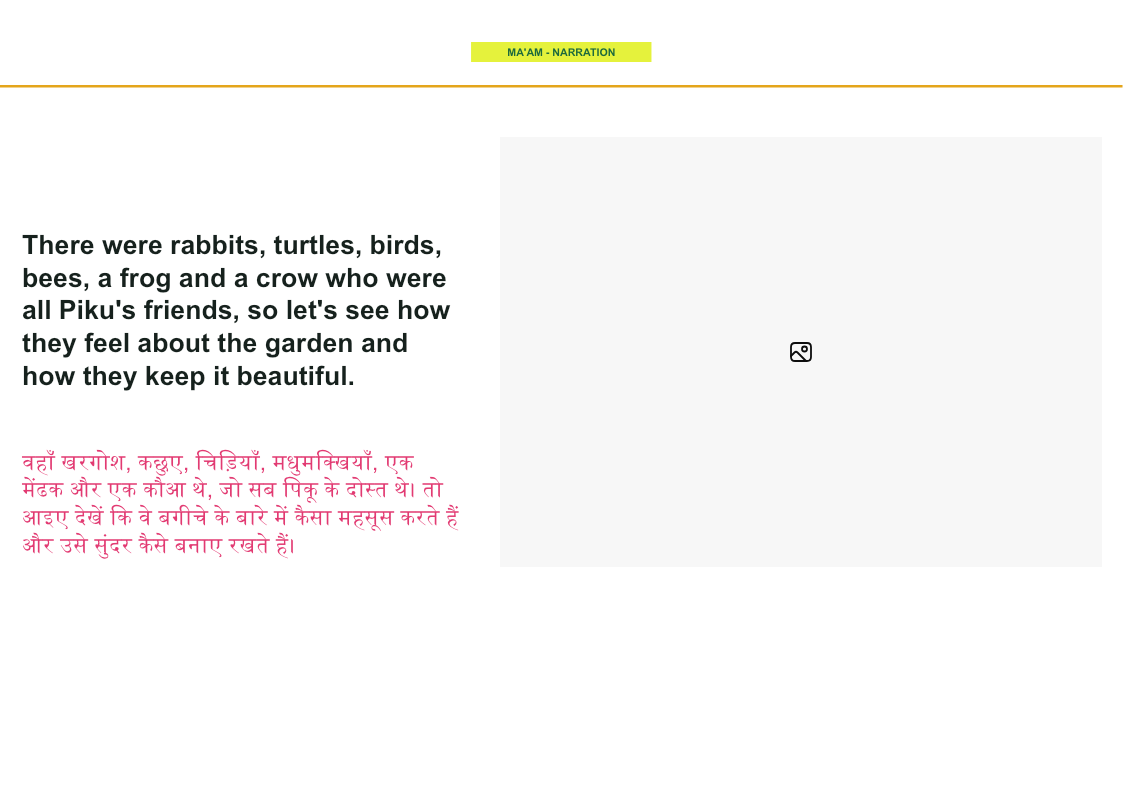 MA'AM - NARRATION
There were rabbits, turtles, birds,
bees, a frog and a crow who were
all Piku's friends, so let's see how
they feel about the garden and
how they keep it beautiful.
वहाँ खरगोश, कछुए, चिड़ियाँ, मधुमक्खियाँ, एक
मेंढक और एक कौआ थे, जो सब पिकू के दोस्त थे। तो
आइए देखें कि वे बगीचे के बारे में कैसा महसूस करते हैं
और उसे सुंदर कैसे बनाए रखते हैं।